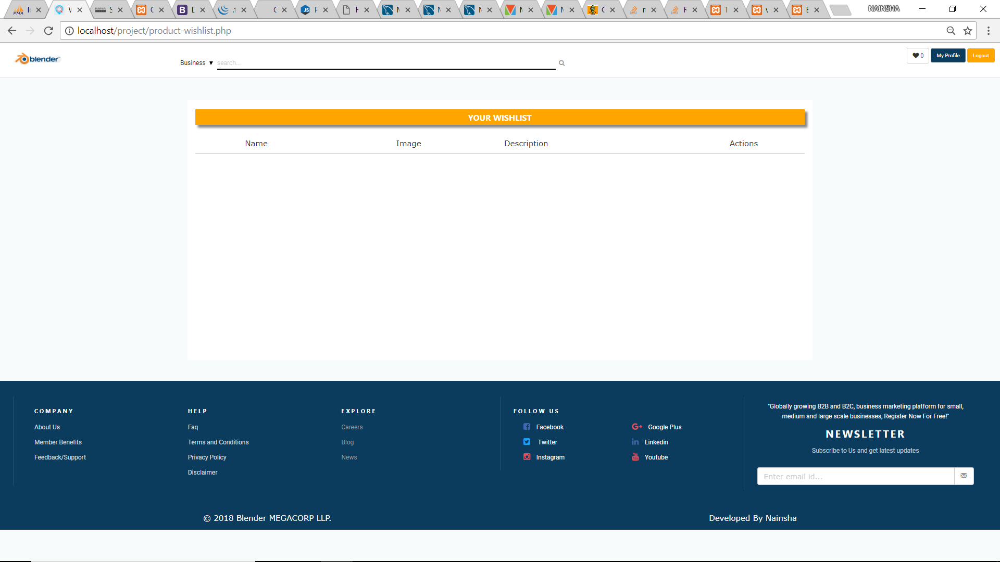 NAINSHA
localhost/project/product-wishlist.php
blender
Business ▼ search...
0
My Profile
Logout
YOUR WISHLIST
Name Image Description Actions
COMPANY
About Us
Member Benefits
Feedback/Support
HELP
Faq
Terms and Conditions
Privacy Policy
Disclaimer
EXPLORE
Careers
Blog
News
FOLLOW US
Facebook
Twitter
Instagram
Google Plus
Linkedin
Youtube
"Globally growing B2B and B2C, business marketing platform for small,
medium and large scale businesses, Register Now For Free!"
NEWSLETTER
Subscribe to Us and get latest updates
Enter email id...
© 2018 Blender MEGACORP LLP.
Developed By Nainsha